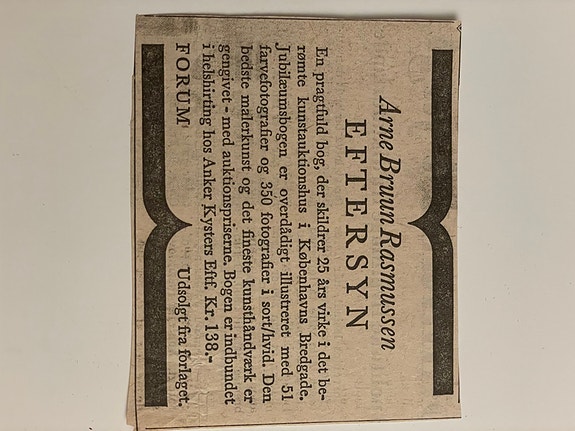 Arne Bruun Rasmussen
EFTERSYN
En pragtfuld bog, der skildrer 25 års virke i det be-
rømte kunstauktionshus i Københavns Bredgade.
Jubilæumsbogen er overdådigt illustreret med 51
farvefotografier og 350 fotografier i sort/hvid. Den
bedste malerkunst og det fineste kunsthåndværk er
gengivet - med auktionspriserne. Bogen er indbundet
i helshirting hos Anker Kysters Eftf. Kr. 138.-
FORUM Udsolgt fra forlaget.